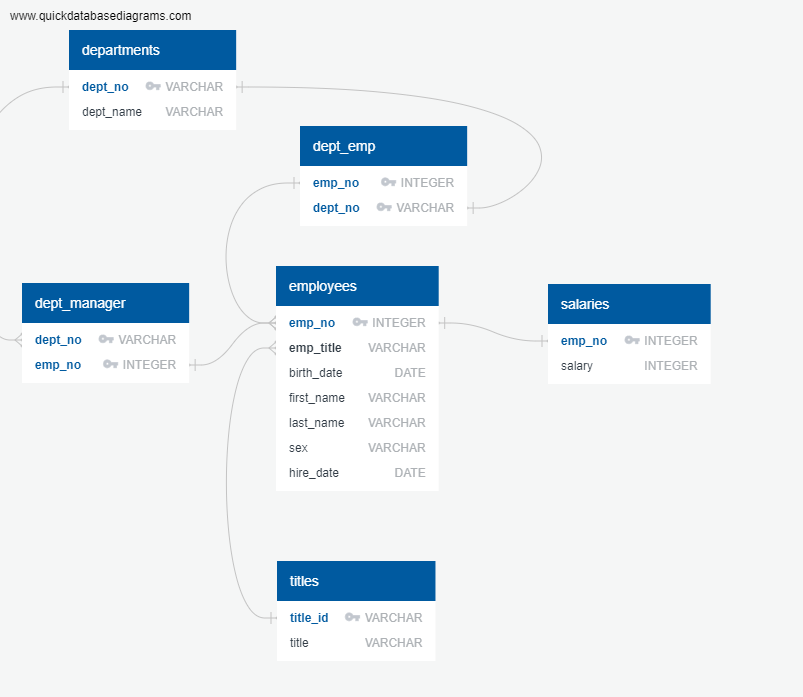 www.quickdatabasediagrams.com
departments
dept_no VARCHAR
dept_name VARCHAR
dept_emp
emp_no INTEGER
dept_no VARCHAR
employees
emp_no INTEGER
emp_title VARCHAR
birth_date DATE
first_name VARCHAR
last_name VARCHAR
sex VARCHAR
hire_date DATE
dept_manager
dept_no VARCHAR
emp_no INTEGER
salaries
emp_no INTEGER
salary INTEGER
titles
title_id VARCHAR
title VARCHAR